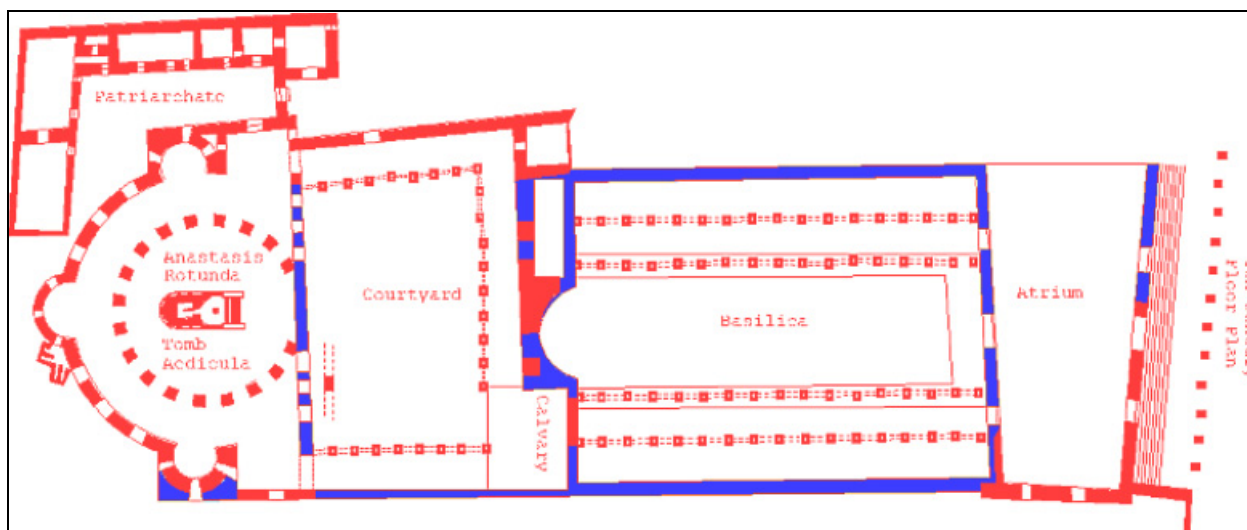 Patriarchate
Anastasis
Rotunda
Tomb
Aedicula
Courtyard
Calvary
Basilica
Atrium
Floor Plan